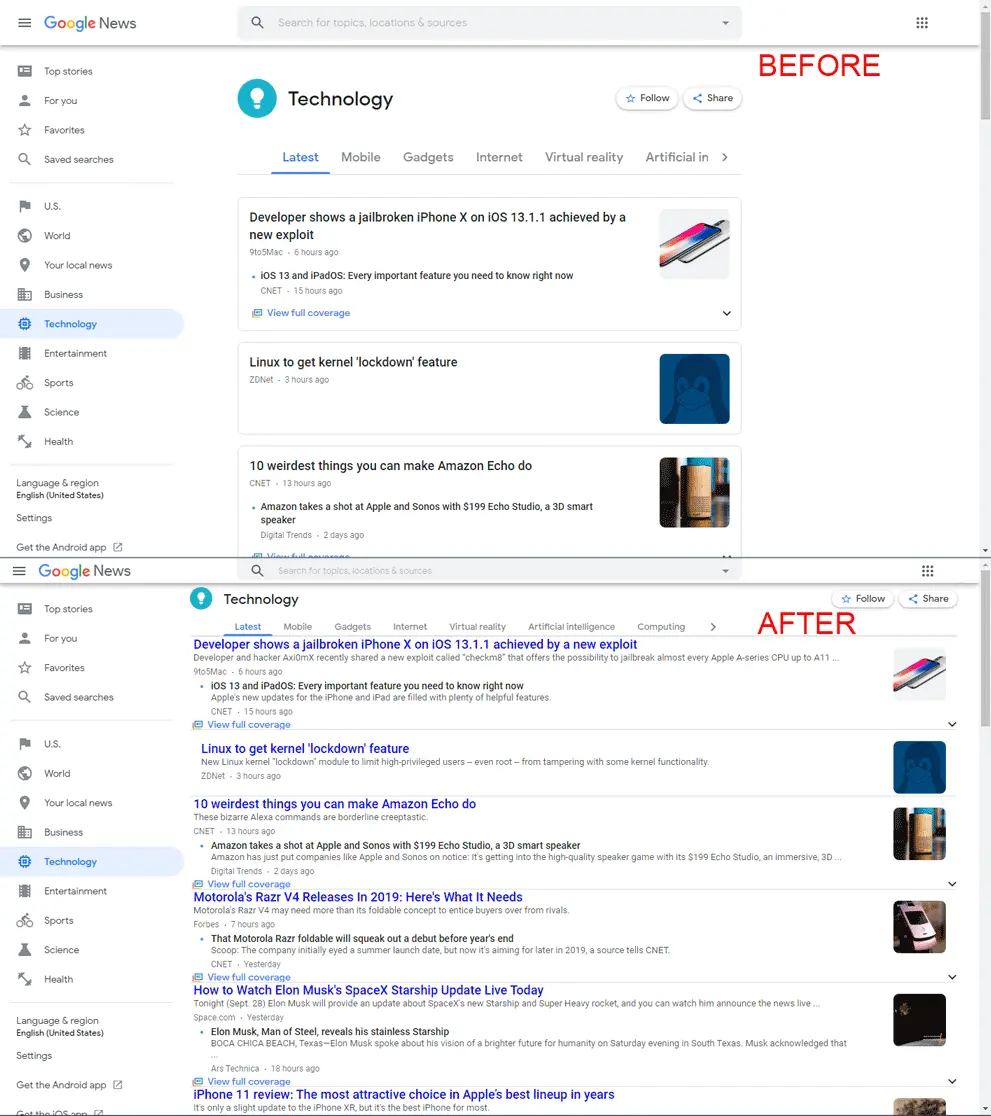 Google News
Search for topics, locations & sources
BEFORE
Top stories
For you
Favorites
Saved searches
U.S.
World
Your local news
Business
Technology
Entertainment
Sports
Science
Health
Language & region
English (United States)
Settings
Get the Android app
Technology
Follow
Share
Latest
Mobile
Gadgets
Internet
Virtual reality
Artificial in
Developer shows a jailbroken iPhone X on iOS 13.1.1 achieved by a
new exploit
9to5Mac · 6 hours ago
iOS 13 and iPadOS: Every important feature you need to know right now
CNET · 15 hours ago
View full coverage
Linux to get kernel 'lockdown' feature
ZDNet · 3 hours ago
10 weirdest things you can make Amazon Echo do
CNET · 13 hours ago
Amazon takes a shot at Apple and Sonos with $199 Echo Studio, a 3D smart
speaker
Digital Trends · 2 days ago
View full coverage
Google News
Search for topics, locations & sources
AFTER
Top stories
For you
Favorites
Saved searches
U.S.
World
Your local news
Business
Technology
Entertainment
Sports
Science
Health
Language & region
English (United States)
Settings
Get the Android app
Get the iOS app
Technology
Follow
Share
Latest
Mobile
Gadgets
Internet
Virtual reality
Artificial intelligence
Computing
Developer shows a jailbroken iPhone X on iOS 13.1.1 achieved by a new exploit
Developer and hacker Axi0mX recently shared a new exploit called "checkm8" that offers the possibility to jailbreak almost every Apple A-series CPU up to A11 ...
9to5Mac · 6 hours ago
iOS 13 and iPadOS: Every important feature you need to know right now
Apple's new updates for the iPhone and iPad are filled with plenty of helpful features.
CNET · 15 hours ago
View full coverage
Linux to get kernel 'lockdown' feature
New Linux kernel "lockdown" module to limit high-privileged users -- even root -- from tampering with some kernel functionality.
ZDNet · 3 hours ago
10 weirdest things you can make Amazon Echo do
These bizarre Alexa commands are borderline creeptastic.
CNET · 13 hours ago
Amazon takes a shot at Apple and Sonos with $199 Echo Studio, a 3D smart speaker
Amazon has just put companies like Apple and Sonos on notice: It's getting into the high-quality speaker game with its $199 Echo Studio, an immersive, 3D ...
Digital Trends · 2 days ago
View full coverage
Motorola's Razr V4 Releases In 2019: Here's What It Needs
Motorola's Razr V4 may need more than its foldable concept to entice buyers over from rivals.
Forbes · 7 hours ago
That Motorola Razr foldable will squeak out a debut before year's end
Scoop: The company initially eyed a summer launch date, but now it's aiming for later in 2019, a source tells CNET.
CNET · Yesterday
View full coverage
How to Watch Elon Musk's SpaceX Starship Update Live Today
Tonight (Sept. 28) Elon Musk will provide an update about SpaceX's new Starship and Super Heavy rocket, and you can watch him announce the news live ...
Space.com · Yesterday
Elon Musk, Man of Steel, reveals his stainless Starship
BOCA CHICA BEACH, Texas—Elon Musk spoke about his vision of a brighter future for humanity on Saturday evening in South Texas. Musk acknowledged that
...
Ars Technica · 18 hours ago
View full coverage
iPhone 11 review: The most attractive choice in Apple's best lineup in years
It's only a slight update to the iPhone XR, but it's the best iPhone for most.